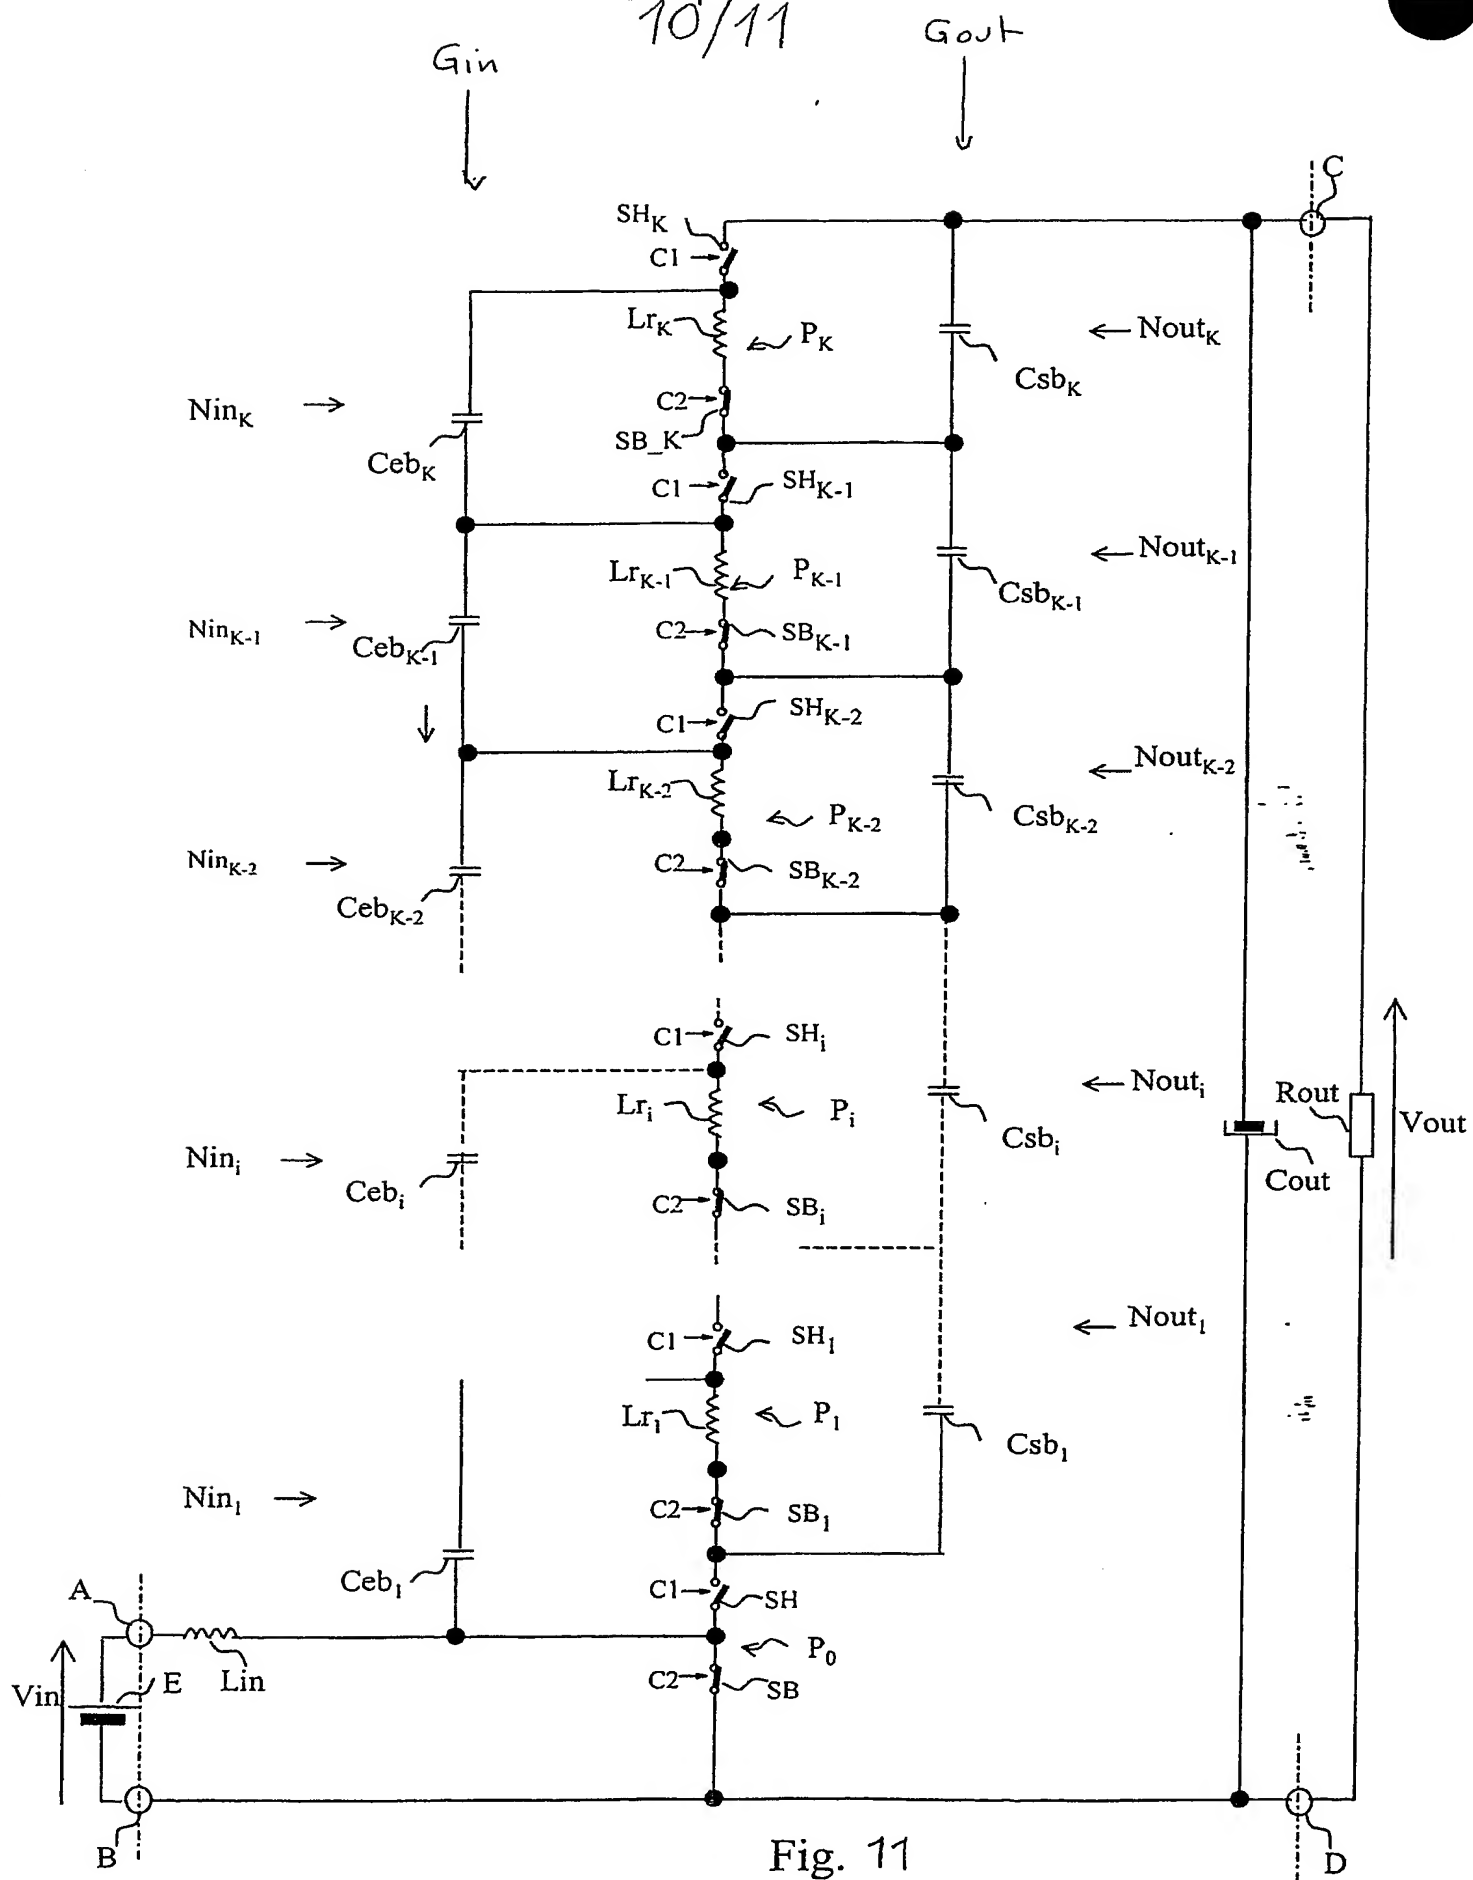 10/11
Gin
Gout
C
SH_K
C1
Lr_K
P_K
Nout_K
Csb_K
Nin_K
C2
SB_K
Ceb_K
C1
SH_K-1
Nout_K-1
Lr_K-1
P_K-1
Csb_K-1
Nin_K-1
Ceb_K-1
C2
SB_K-1
SH_K-2
C1
Nout_K-2
Lr_K-2
P_K-2
Csb_K-2
Nin_K-2
C2
SB_K-2
Ceb_K-2
C1
SH_i
Nout_i
Lr_i
P_i
Rout
Vout
Csb_i
Nin_i
Ceb_i
Cout
C2
SB_i
Nout_1
C1
SH_1
Lr_1
P_1
Csb_1
Nin_1
C2
SB_1
Ceb_1
A
C1
SH
P_0
Vin
E
Lin
C2
SB
B
D
Fig. 11